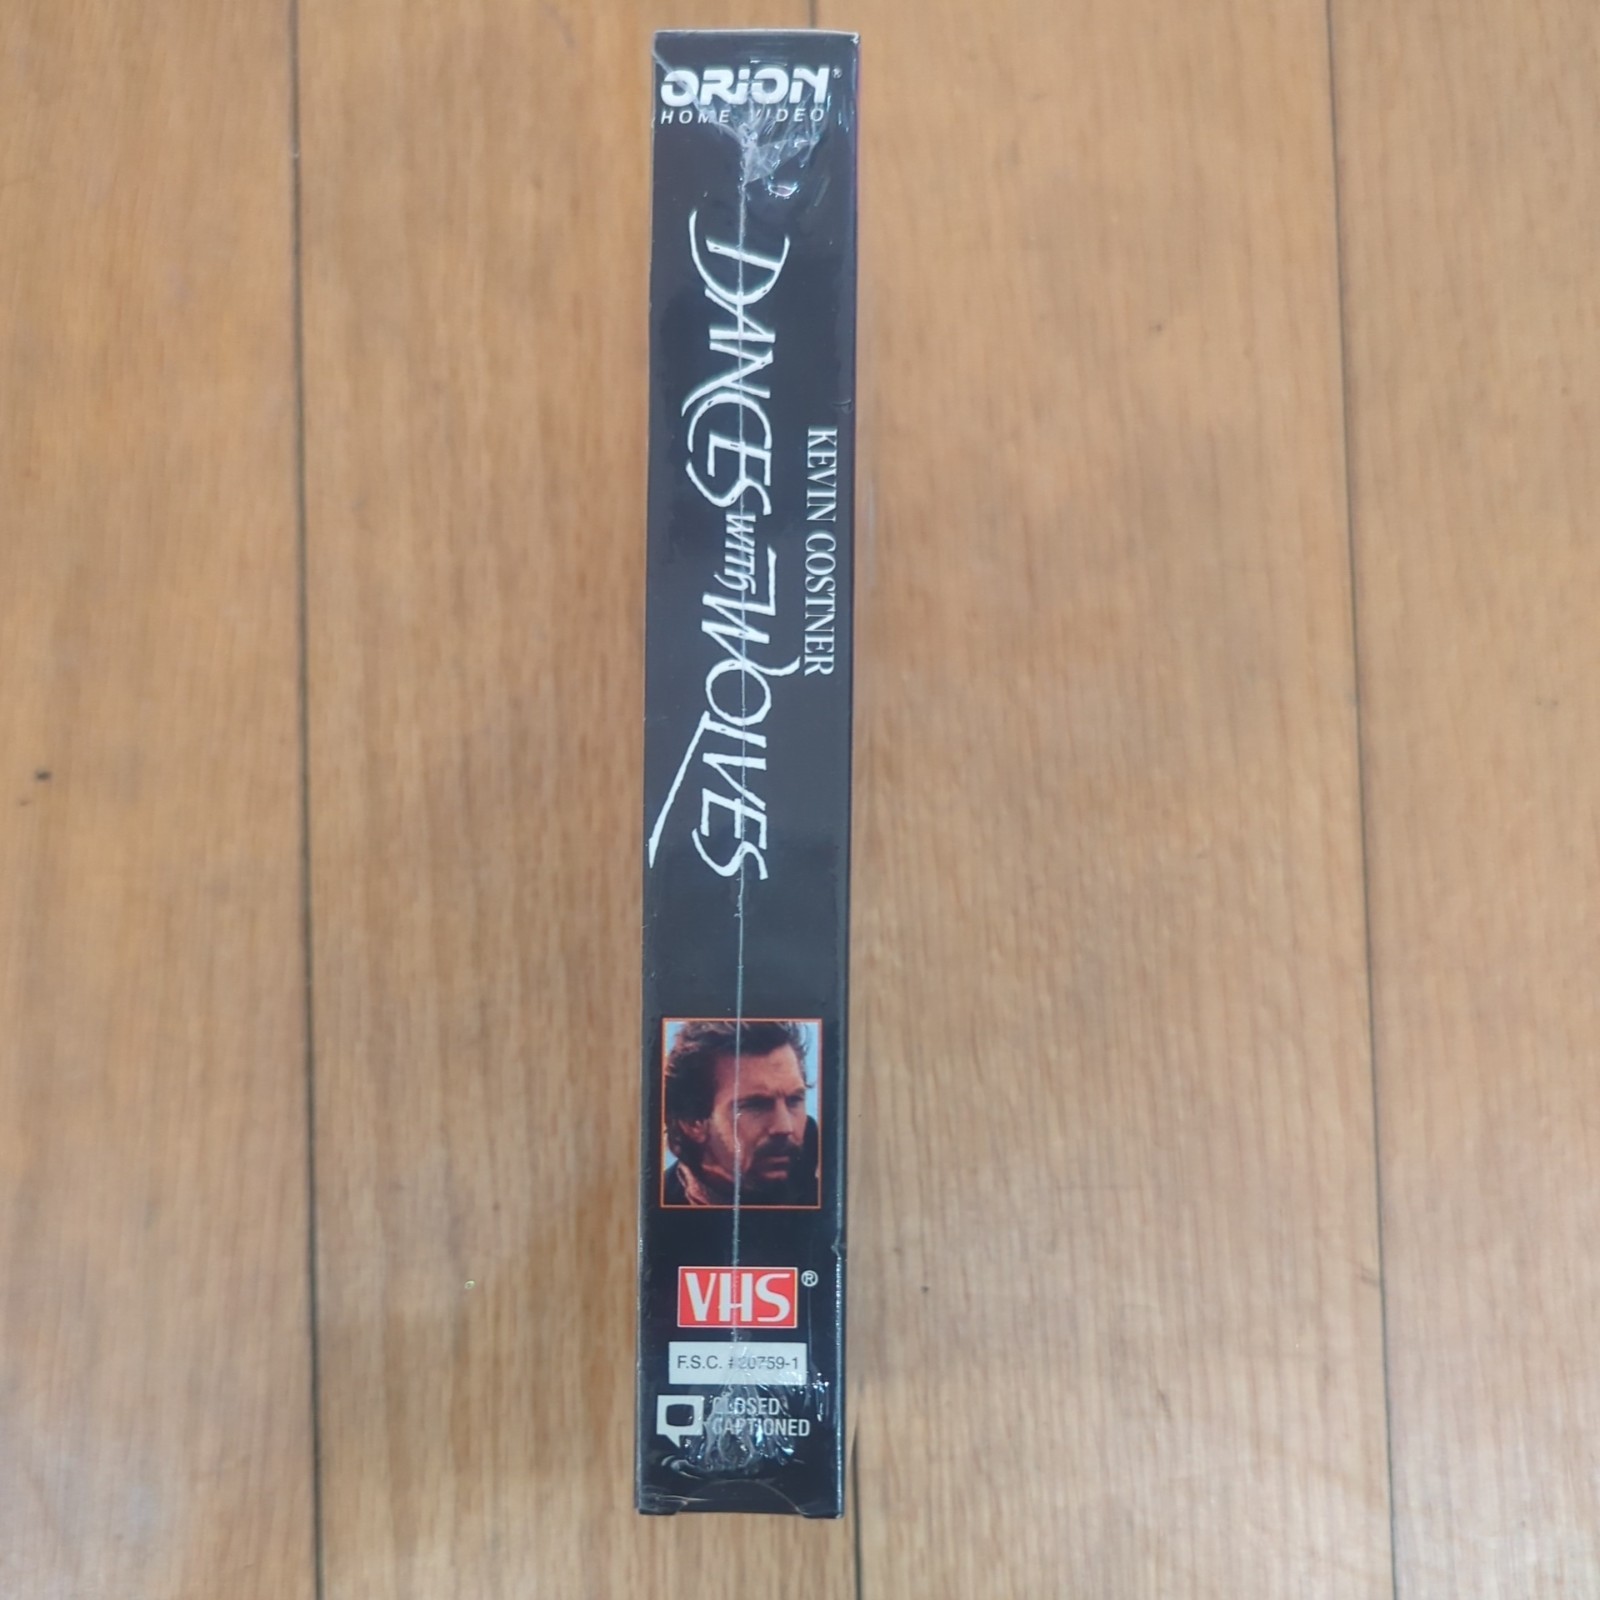 ORION®
HOME VIDEO
KEVIN COSTNER
DANCES WITH WOLVES
VHS®
F.S.C. #20759-1
CLOSED
CAPTIONED